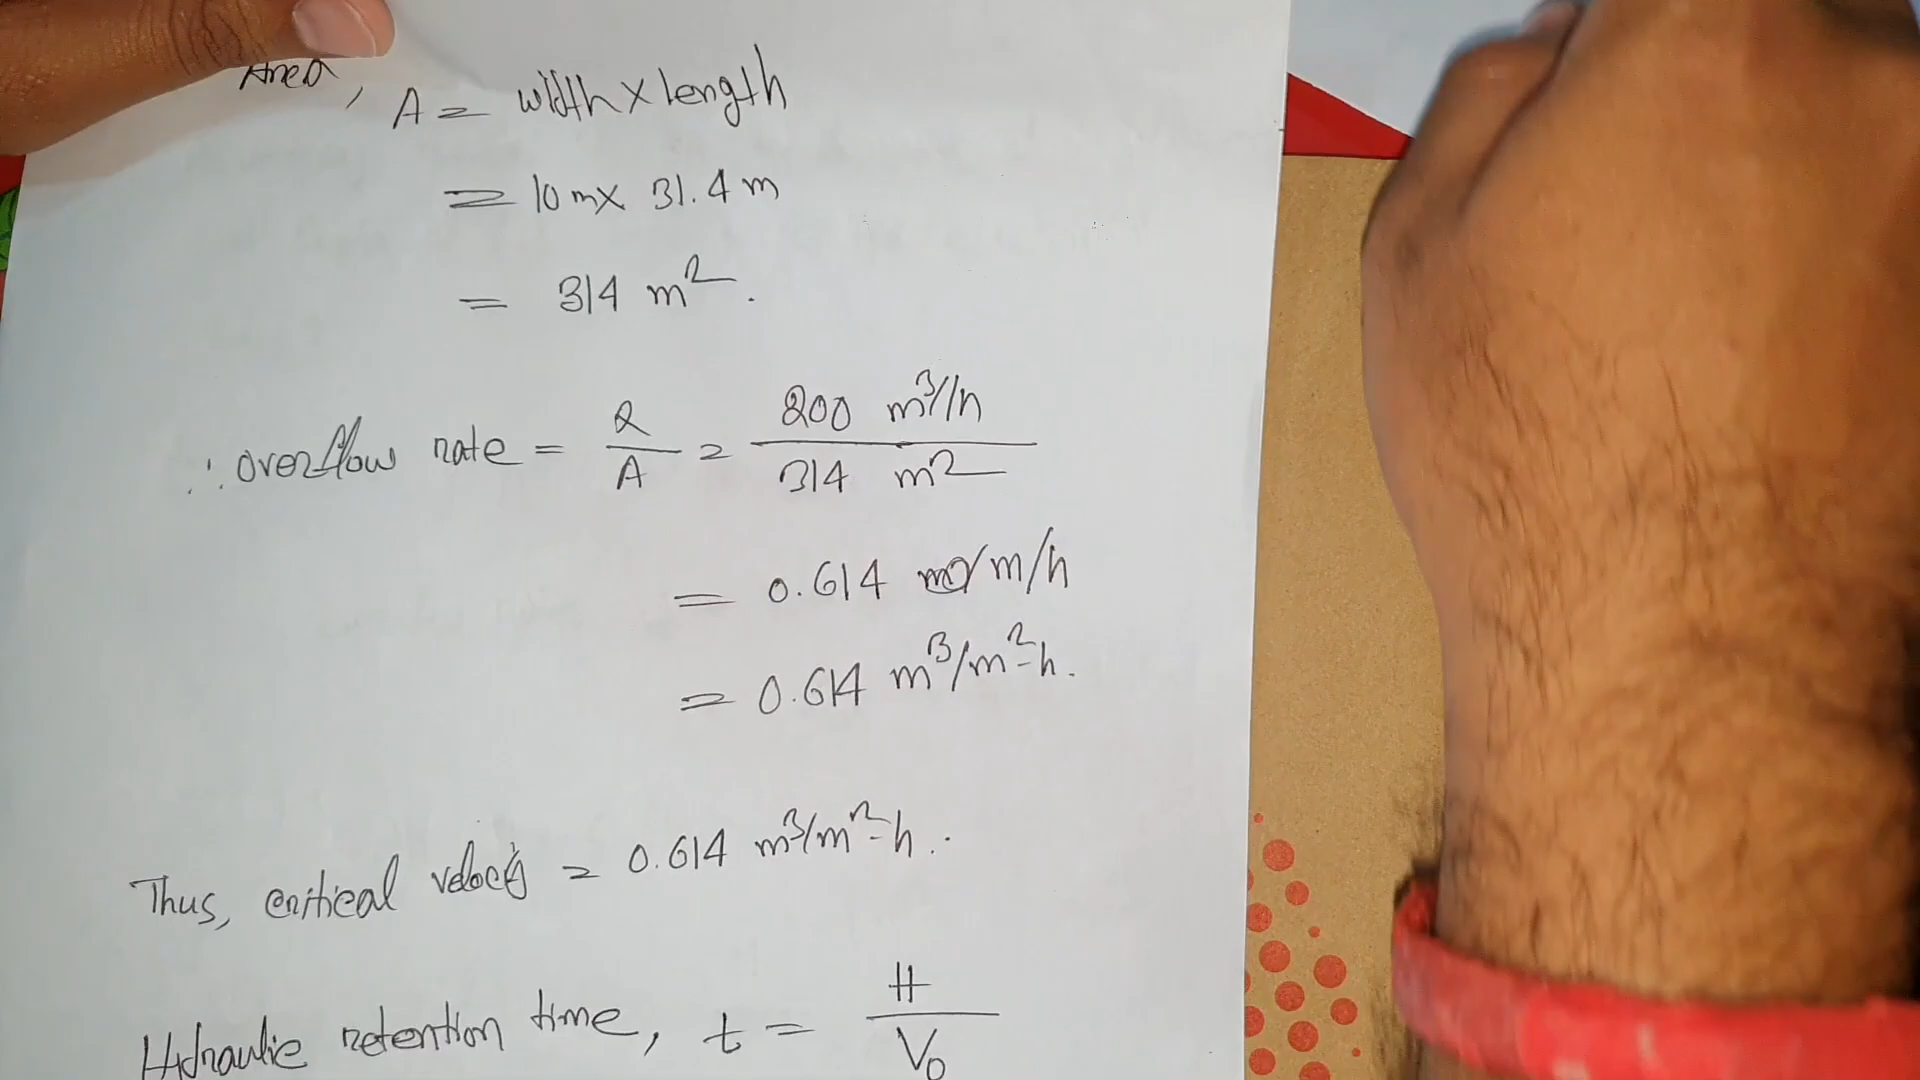 Area, A = width x length
= 10 m x 31.4 m
= 314 m².
∴ overflow rate = Q/A = 200 m³/h / 314 m²
= 0.614 m/h
= 0.614 m³/m²-h.
Thus, critical velocity = 0.614 m³/m²-h.
Hydraulic retention time, t = H/V₀